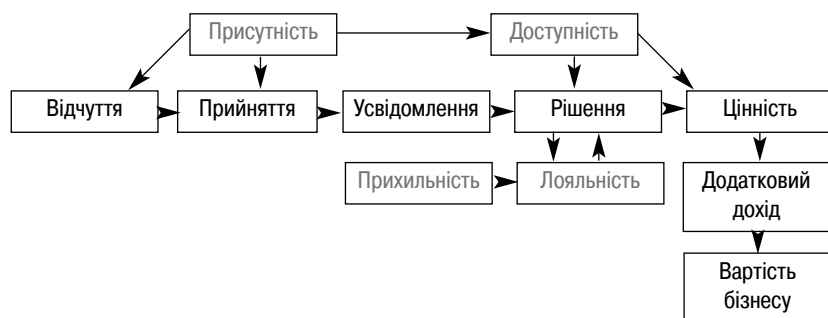 Присутність
Доступність
Відчуття
Прийняття
Усвідомлення
Рішення
Цінність
Прихильність
Лояльність
Додатковий
дохід
Вартість
бізнесу